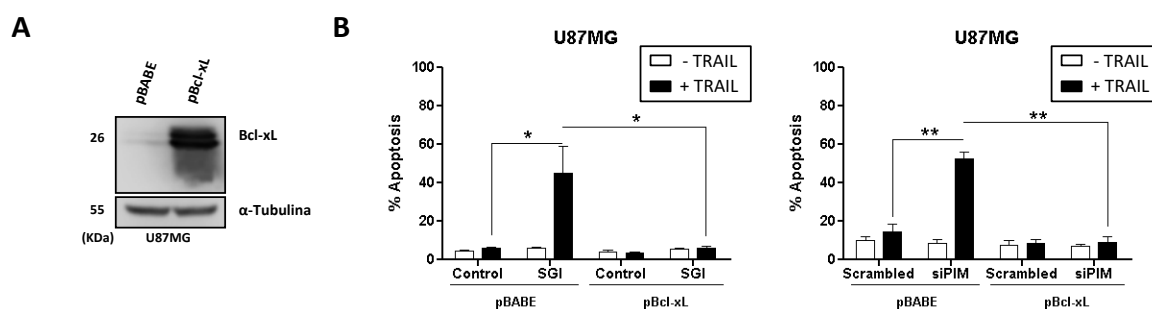 A
pBABE
pBcl-xL
26
Bcl-xL
55
α-Tubulina
(KDa)
U87MG
B
U87MG
- TRAIL
+ TRAIL
% Apoptosis
100
80
60
40
20
0
*
*
Control
SGI
Control
SGI
pBABE
pBcl-xL
U87MG
- TRAIL
+ TRAIL
% Apoptosis
100
80
60
40
20
0
**
**
Scrambled
siPIM
Scrambled
siPIM
pBABE
pBcl-xL